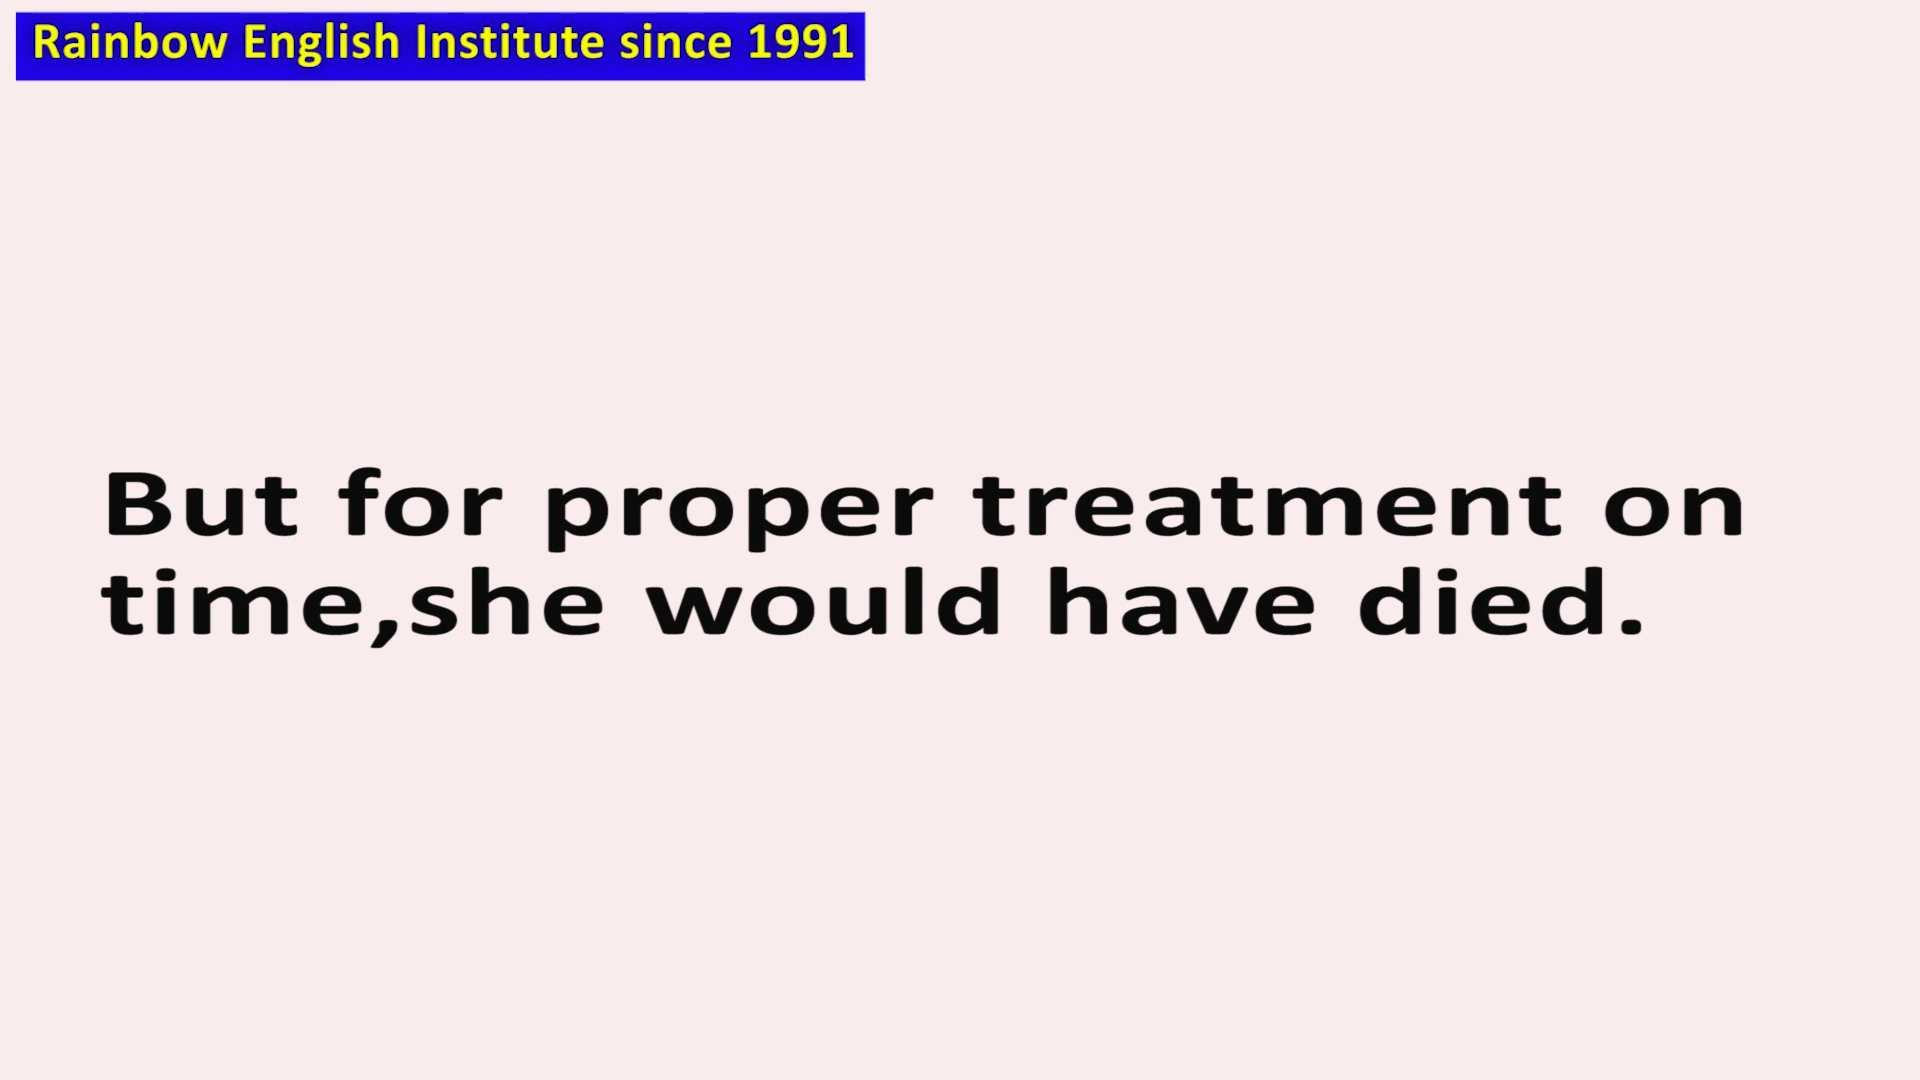 Rainbow English Institute since 1991
But for proper treatment on
time,she would have died.